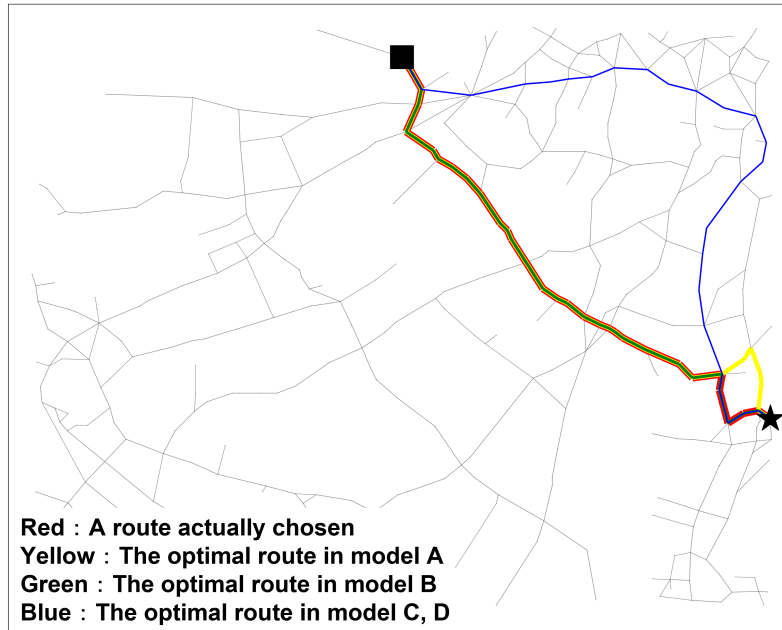 Red : A route actually chosen
Yellow : The optimal route in model A
Green : The optimal route in model B
Blue : The optimal route in model C, D